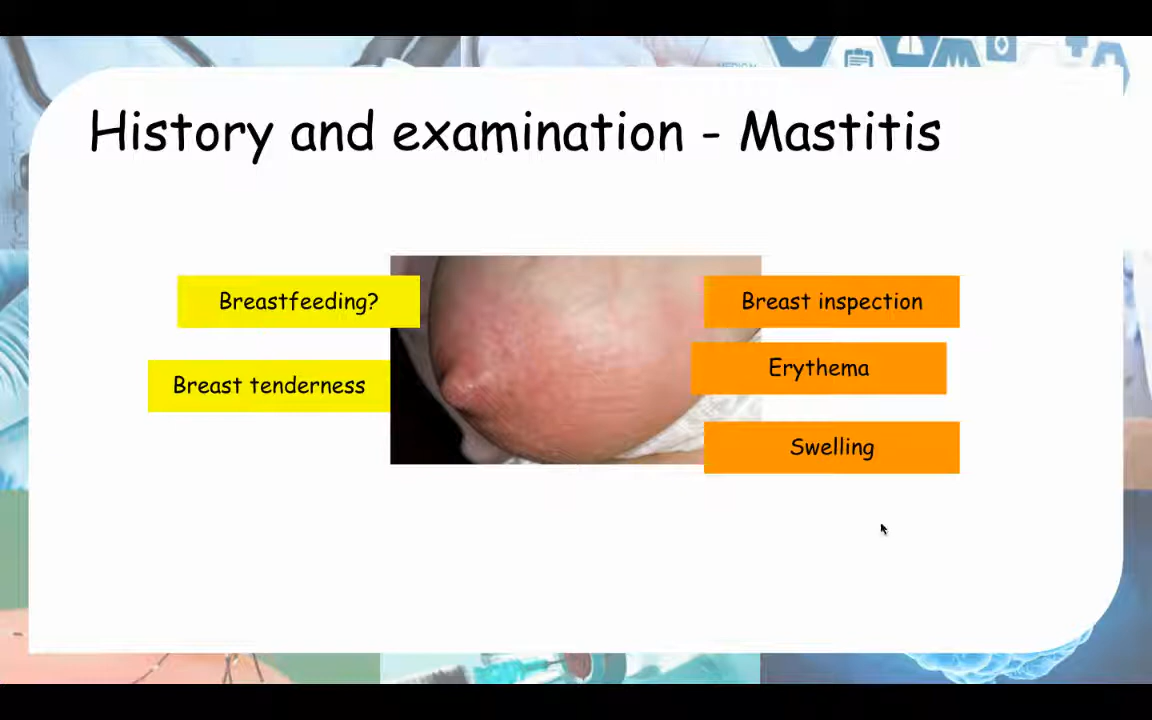 History and examination - Mastitis
Breastfeeding?
Breast tenderness
Breast inspection
Erythema
Swelling